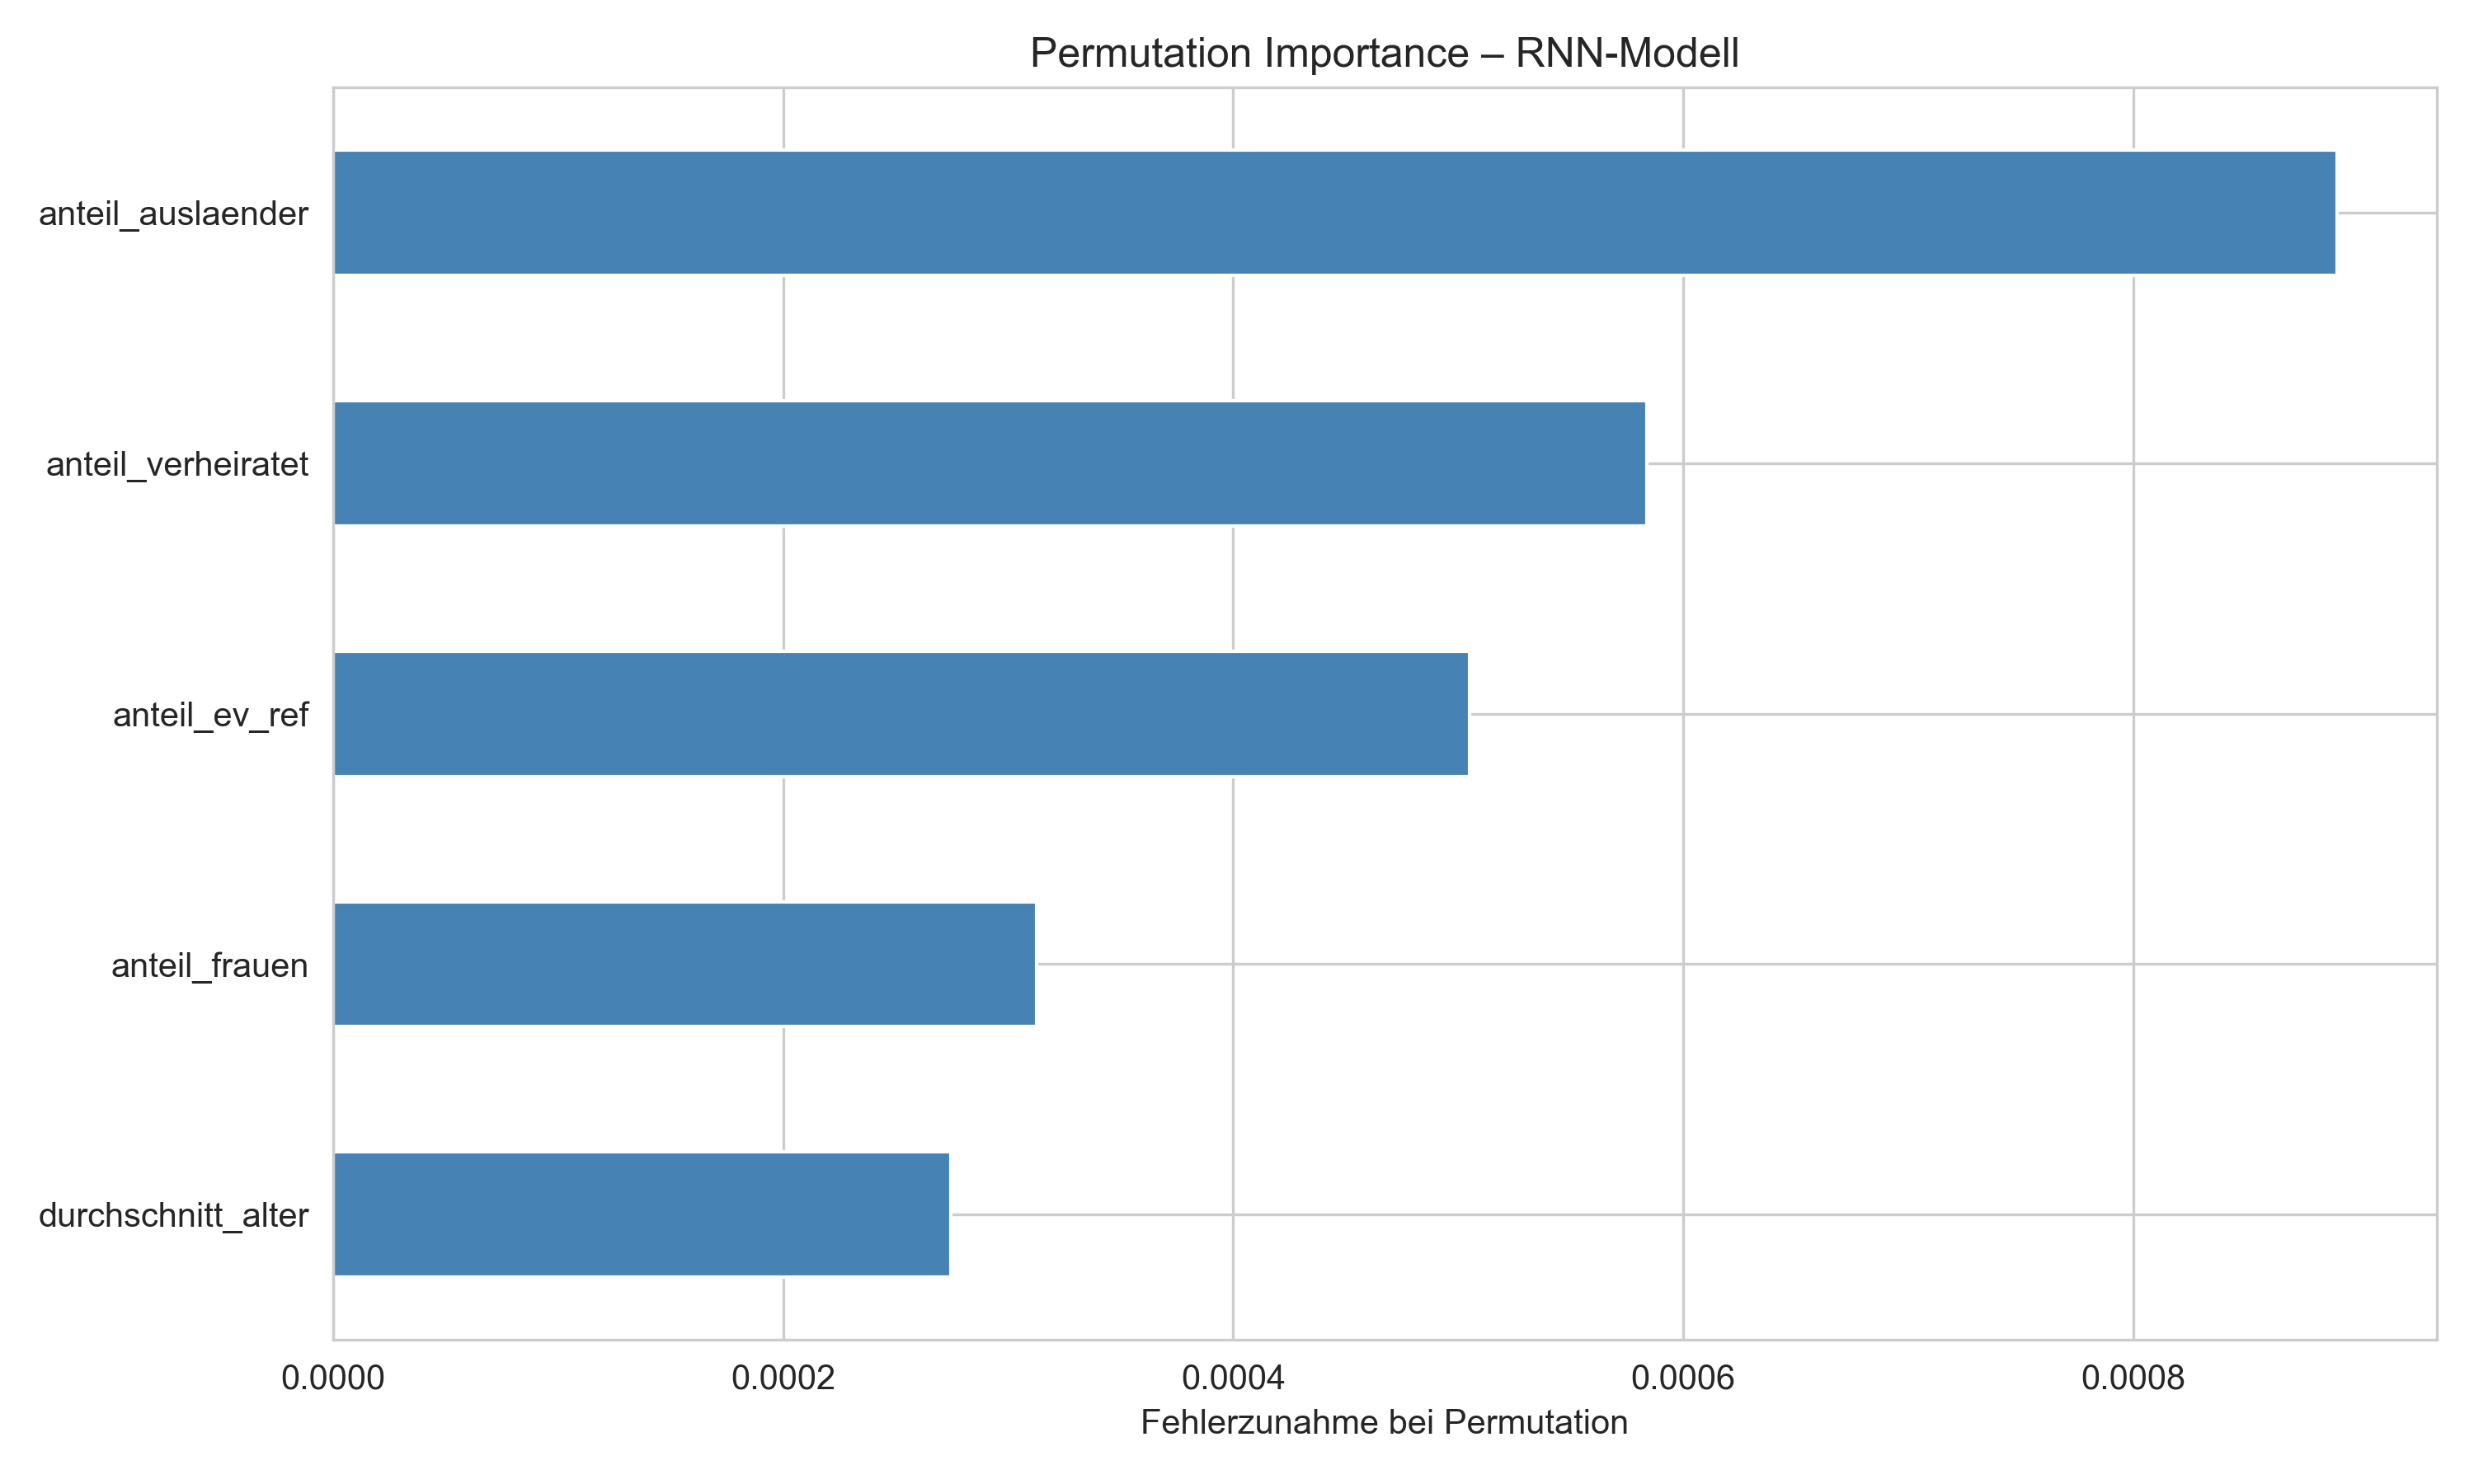 Permutation Importance – RNN-Modell
anteil_auslaender
anteil_verheiratet
anteil_ev_ref
anteil_frauen
durchschnitt_alter
0.0000 0.0002 0.0004 0.0006 0.0008
Fehlerzunahme bei Permutation